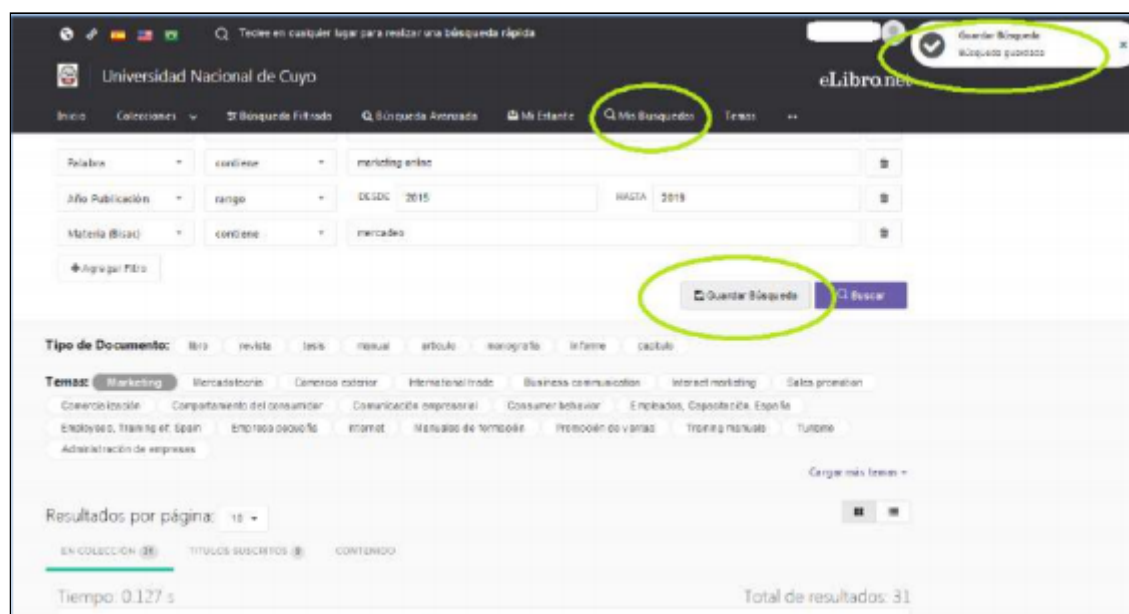 Teclee en cualquier lugar para realizar una búsqueda rápida
Guardar Búsqueda
Búsqueda guardada
Universidad Nacional de Cuyo
eLibro.net
Inicio Colecciones Búsqueda Filtrada Búsqueda Avanzada Mi Estante Mis Busquedas Temas
Palabra contiene marketing online
Año Publicación rango DESDE 2015 HASTA
Materia (Bisac) contiene mercadeo
Agregar Filtro
Guardar Búsqueda Buscar
Tipo de Documento: libro revista tesis manual artículo monografía informe capítulo
Temas: Marketing Mercadotecnia Comercio exterior International trade Business communication Internet marketing Sales promotion
Comercialización Comportamiento del consumidor Comunicación empresarial Consumer behavior Empleados, Capacitación, España
Employees, Training of, Spain Empresa pequeña Internet Manuales de formación Promoción de ventas Training manuals Turismo
Administración de empresas
Cargar más temas
Resultados por página: 10
EN COLECCIÓN TITULOS SUSCRITOS CONTENIDO
Tiempo: 0.127 s Total de resultados: 31